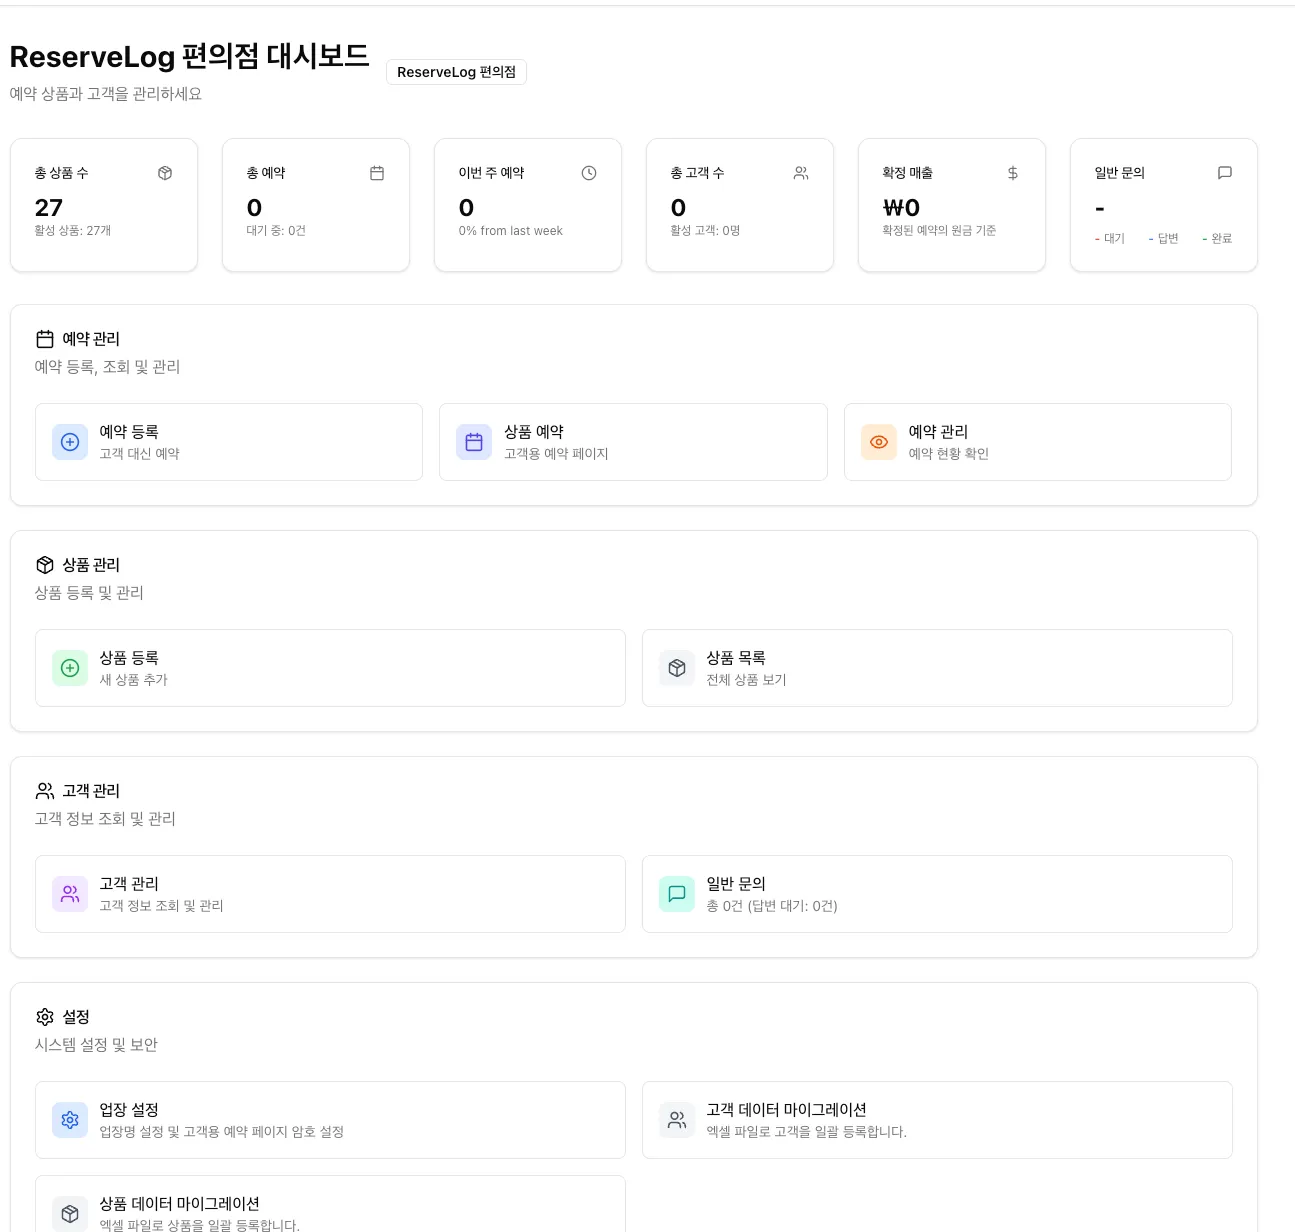 ReserveLog 편의점 대시보드
ReserveLog 편의점
예약 상품과 고객을 관리하세요
총 상품 수
27
활성 상품: 27개
총 예약
0
대기 중: 0건
이번 주 예약
0
0% from last week
총 고객 수
0
활성 고객: 0명
확정 매출
₩0
확정된 예약의 원금 기준
일반 문의
-
- 대기 - 답변 - 완료
예약 관리
예약 등록, 조회 및 관리
예약 등록
고객 대신 예약
상품 예약
고객용 예약 페이지
예약 관리
예약 현황 확인
상품 관리
상품 등록 및 관리
상품 등록
새 상품 추가
상품 목록
전체 상품 보기
고객 관리
고객 정보 조회 및 관리
고객 관리
고객 정보 조회 및 관리
일반 문의
총 0건 (답변 대기: 0건)
설정
시스템 설정 및 보안
업장 설정
업장명 설정 및 고객용 예약 페이지 암호 설정
고객 데이터 마이그레이션
엑셀 파일로 고객을 일괄 등록합니다.
상품 데이터 마이그레이션
엑셀 파일로 상품을 일괄 등록합니다.